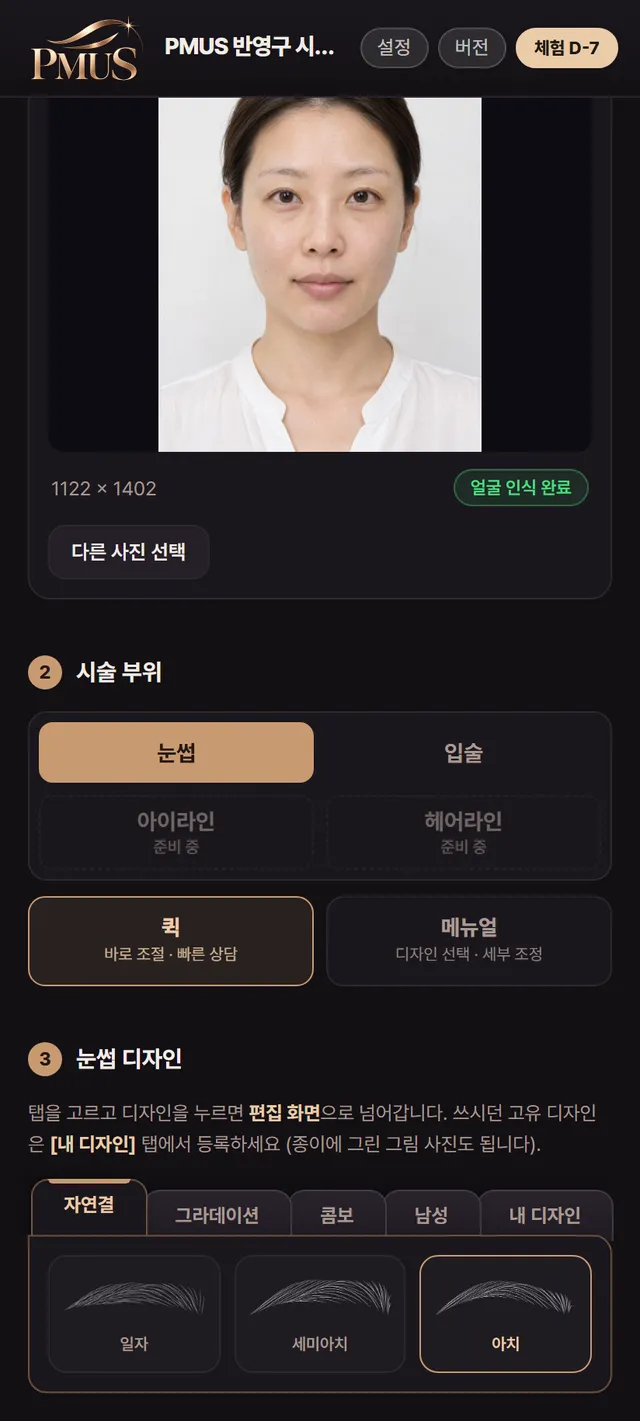 PMUS
PMUS 반영구 시...
설정
버전
체험 D-7
1122 × 1402
얼굴 인식 완료
다른 사진 선택
2 시술 부위
눈썹
입술
아이라인
준비 중
헤어라인
준비 중
퀵
바로 조절 · 빠른 상담
메뉴얼
디자인 선택 · 세부 조정
3 눈썹 디자인
탭을 고르고 디자인을 누르면 편집 화면으로 넘어갑니다. 쓰시던 고유 디자인
은 [내 디자인] 탭에서 등록하세요 (종이에 그린 그림 사진도 됩니다).
자연결
그라데이션
콤보
남성
내 디자인
일자
세미아치
아치